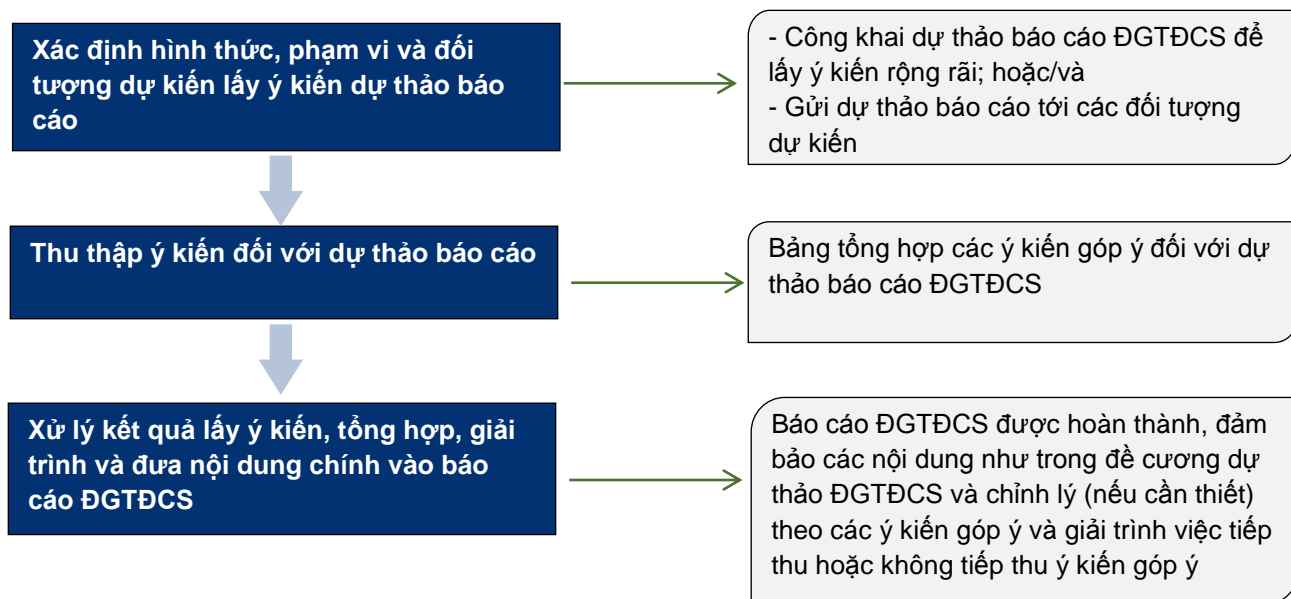 Xác định hình thức, phạm vi và đối
tượng dự kiến lấy ý kiến dự thảo báo
cáo
- Công khai dự thảo báo cáo ĐGTĐCS để
lấy ý kiến rộng rãi; hoặc/và
- Gửi dự thảo báo cáo tới các đối tượng
dự kiến
Thu thập ý kiến đối với dự thảo báo cáo
Bảng tổng hợp các ý kiến góp ý đối với dự
thảo báo cáo ĐGTĐCS
Xử lý kết quả lấy ý kiến, tổng hợp, giải
trình và đưa nội dung chính vào báo
cáo ĐGTĐCS
Báo cáo ĐGTĐCS được hoàn thành, đảm
bảo các nội dung như trong đề cương dự
thảo ĐGTĐCS và chỉnh lý (nếu cần thiết)
theo các ý kiến góp ý và giải trình việc tiếp
thu hoặc không tiếp thu ý kiến góp ý